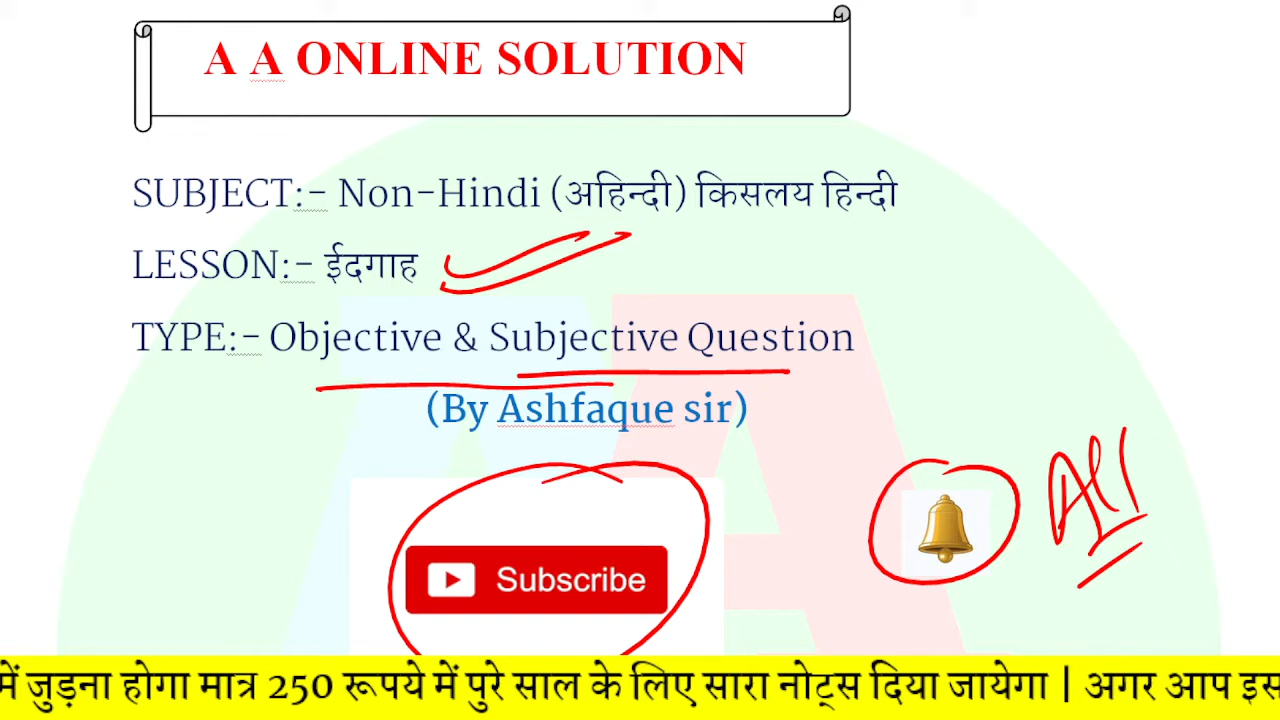 A A ONLINE SOLUTION
SUBJECT:- Non-Hindi (अहिन्दी) किसलय हिन्दी
LESSON:- ईदगाह
TYPE:- Objective & Subjective Question
(By Ashfaque sir)
Subscribe
All
में जुड़ना होगा मात्र 250 रूपये में पुरे साल के लिए सारा नोट्स दिया जायेगा | अगर आप इस